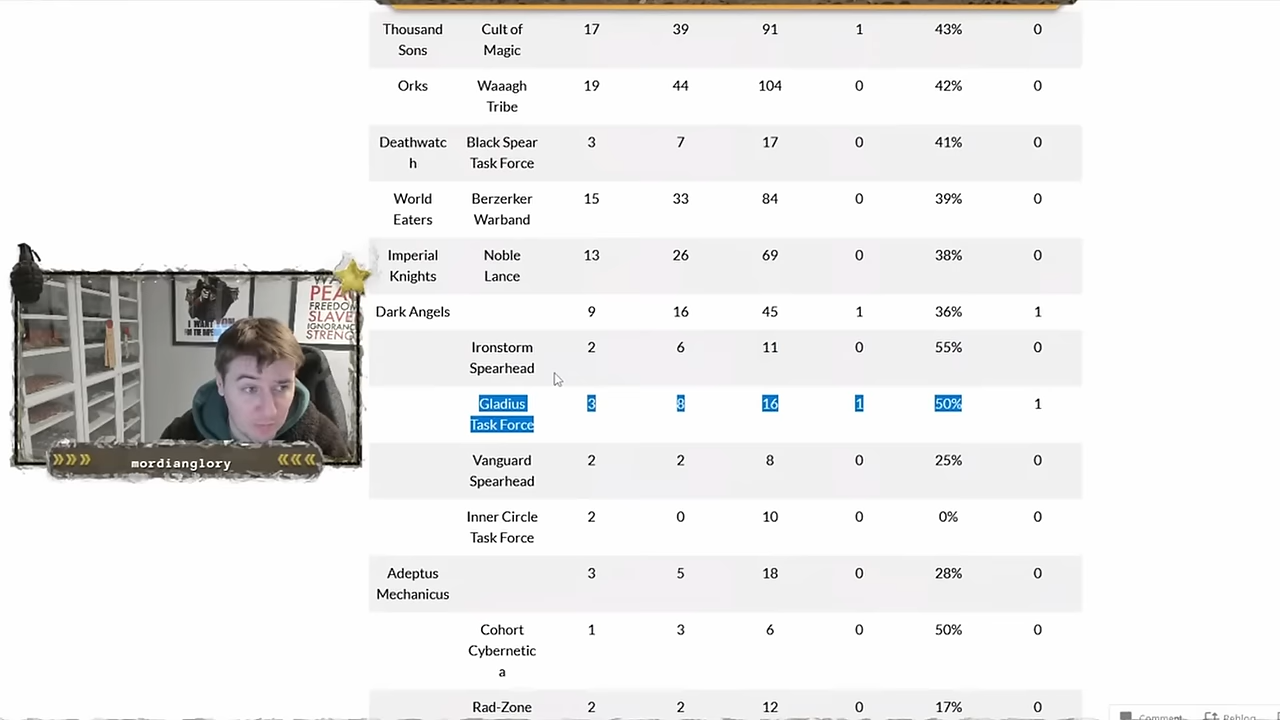 Thousand Sons Cult of Magic 17 39 91 1 43% 0
Orks Waaagh Tribe 19 44 104 0 42% 0
Deathwatch Black Spear Task Force 3 7 17 0 41% 0
World Eaters Berzerker Warband 15 33 84 0 39% 0
Imperial Knights Noble Lance 13 26 69 0 38% 0
Dark Angels 9 16 45 1 36% 1
Ironstorm Spearhead 2 6 11 0 55% 0
Gladius Task Force 3 8 16 1 50% 1
Vanguard Spearhead 2 2 8 0 25% 0
Inner Circle Task Force 2 0 10 0 0% 0
Adeptus Mechanicus 3 5 18 0 28% 0
Cohort Cybernetica 1 3 6 0 50% 0
Rad-Zone 2 2 12 0 17% 0
FREEDOM
IGNORANC
STRENG
mordianglory
Comment Reblog